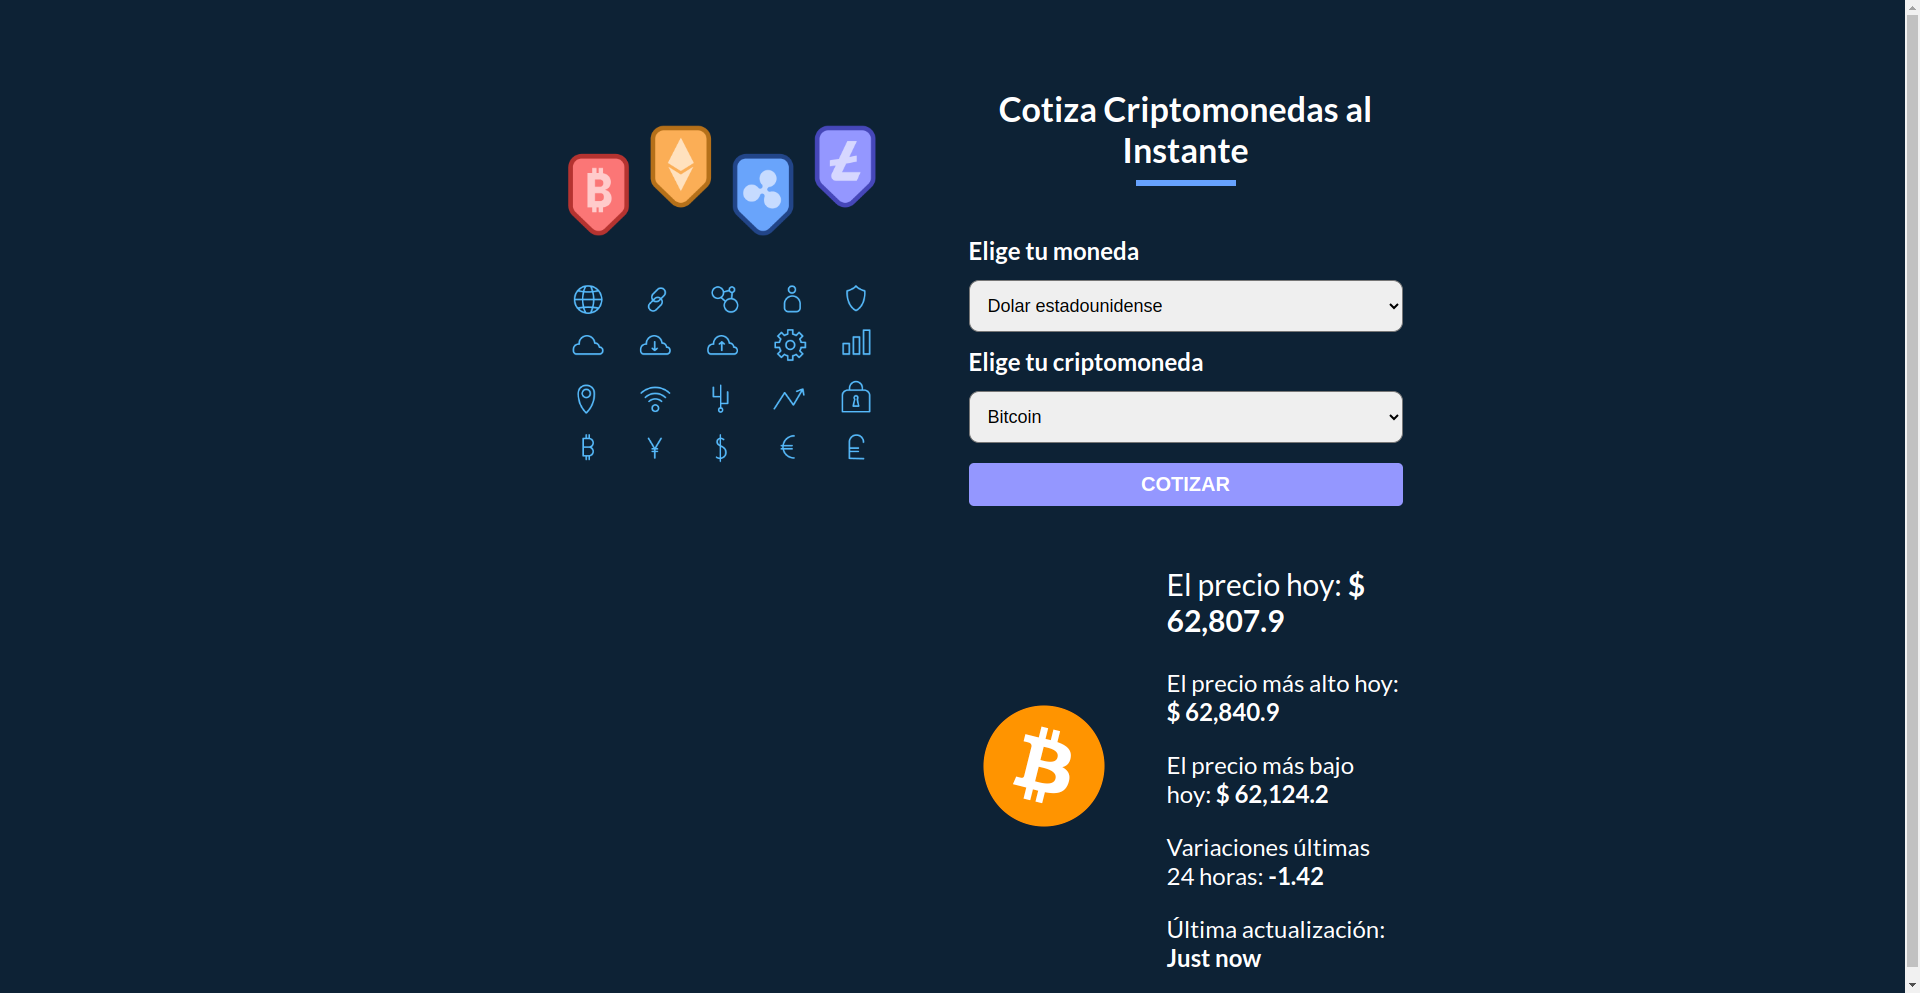 Cotiza Criptomonedas al
Instante
Elige tu moneda
Dolar estadounidense
Elige tu criptomoneda
Bitcoin
COTIZAR
El precio hoy: $
62,807.9
El precio más alto hoy:
$ 62,840.9
El precio más bajo
hoy: $ 62,124.2
Variaciones últimas
24 horas: -1.42
Última actualización:
Just now